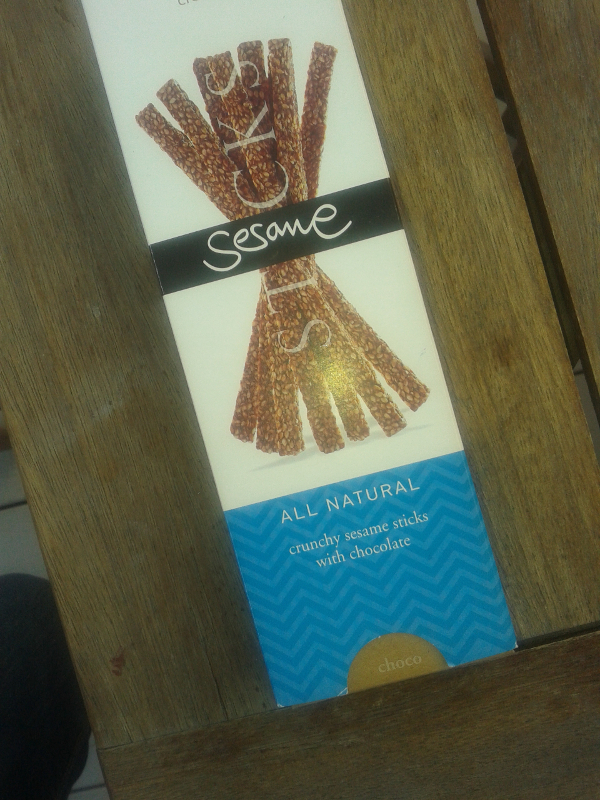 STICKS
sesame
ALL NATURAL
crunchy sesame sticks
with chocolate
choco